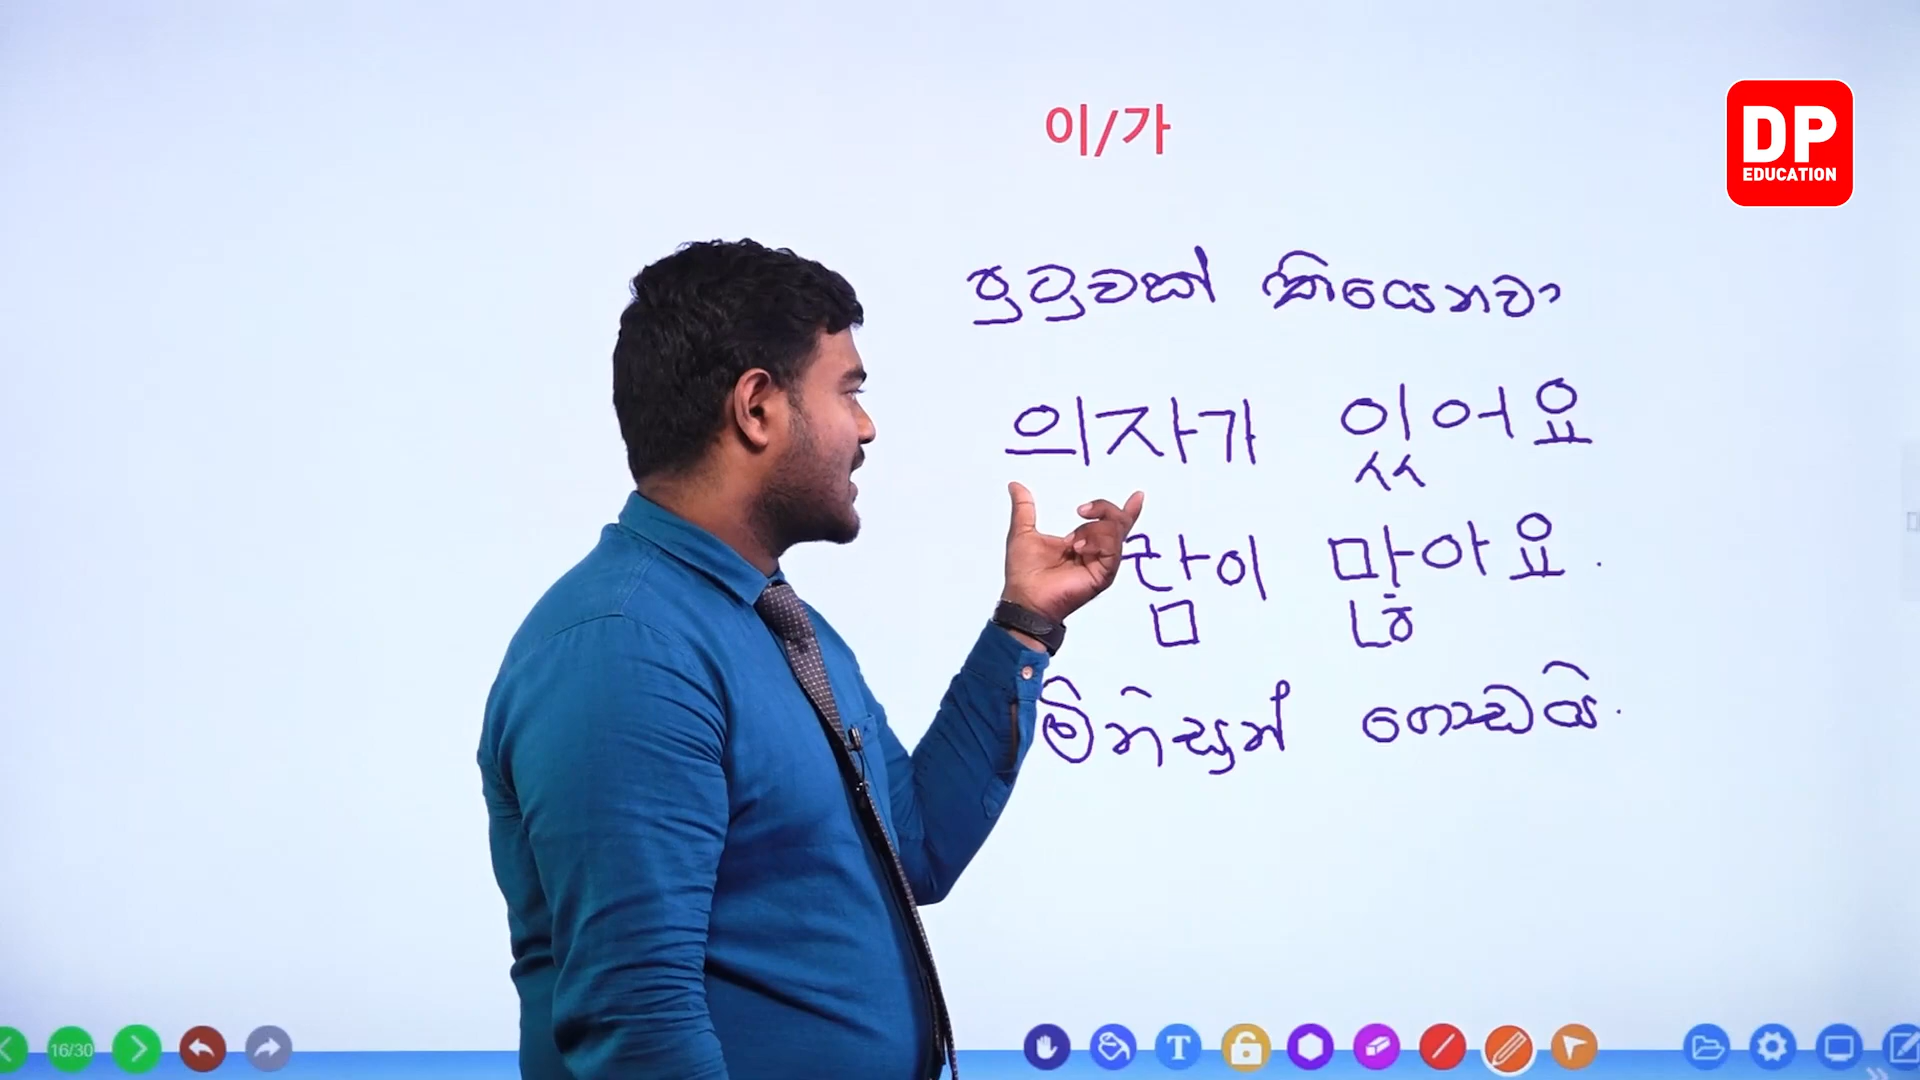 이/가
DP
EDUCATION
පුටුවක් තියෙනවා
의자가 있어요
람이 많아요.
මිනිසුන් ගොඩයි.
16/30
T